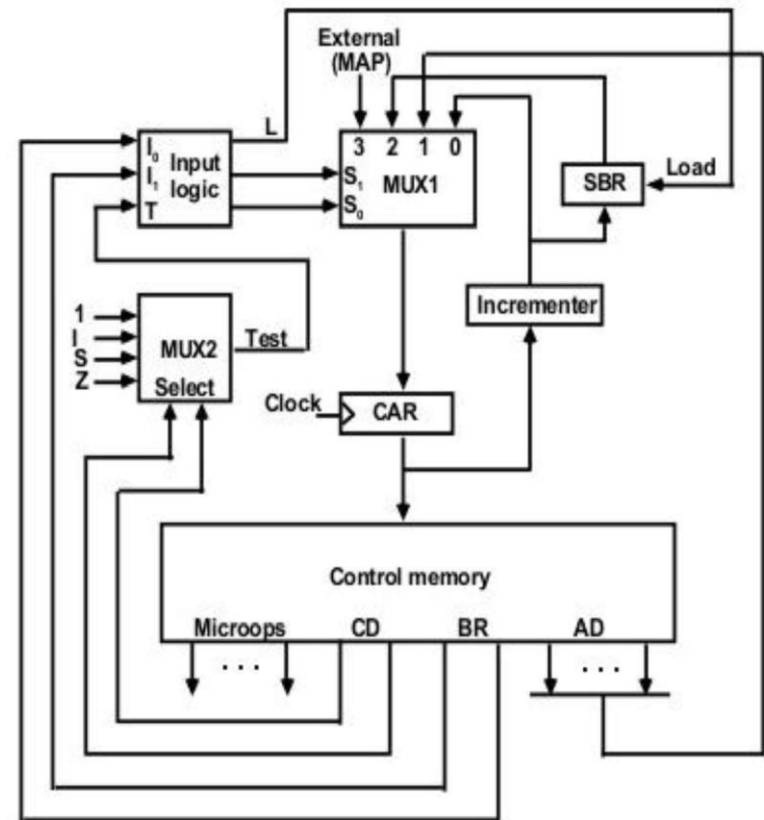 External
(MAP)
L
I₀
I₁
T
Input
logic
3 2 1 0
S₁
S₀
MUX1
SBR
Load
Incrementer
1
I
S
Z
MUX2
Select
Test
Clock
CAR
Control memory
Microops CD BR AD
. . .
. . .